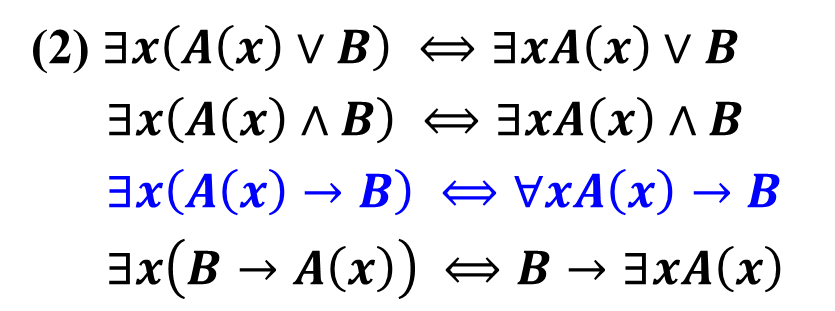 (2) ∃x(A(x) ∨ B) ⟺ ∃xA(x) ∨ B
∃x(A(x) ∧ B) ⟺ ∃xA(x) ∧ B
∃x(A(x) → B) ⟺ ∀xA(x) → B
∃x(B → A(x)) ⟺ B → ∃xA(x)